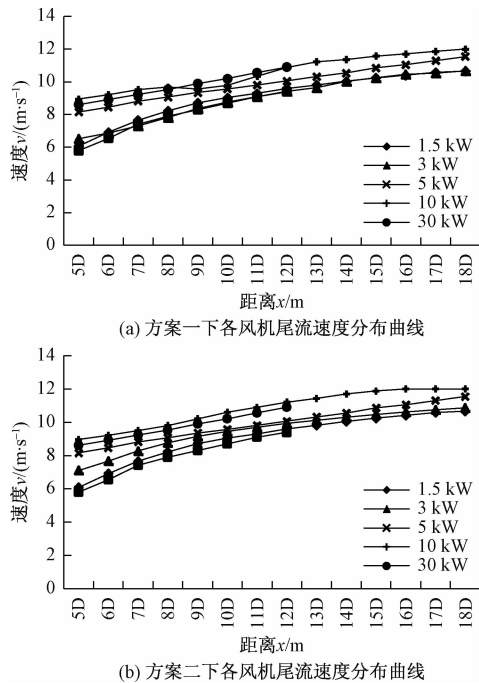 14
12
10
8
6
4
2
0
速度v/(m·s⁻¹)
1.5 kW
3 kW
5 kW
10 kW
30 kW
5D 6D 7D 8D 9D 10D 11D 12D 13D 14D 15D 16D 17D 18D
距离x/m
(a) 方案一下各风机尾流速度分布曲线
14
12
10
8
6
4
2
0
速度v/(m·s⁻¹)
1.5 kW
3 kW
5 kW
10 kW
30 kW
5D 6D 7D 8D 9D 10D 11D 12D 13D 14D 15D 16D 17D 18D
距离x/m
(b) 方案二下各风机尾流速度分布曲线